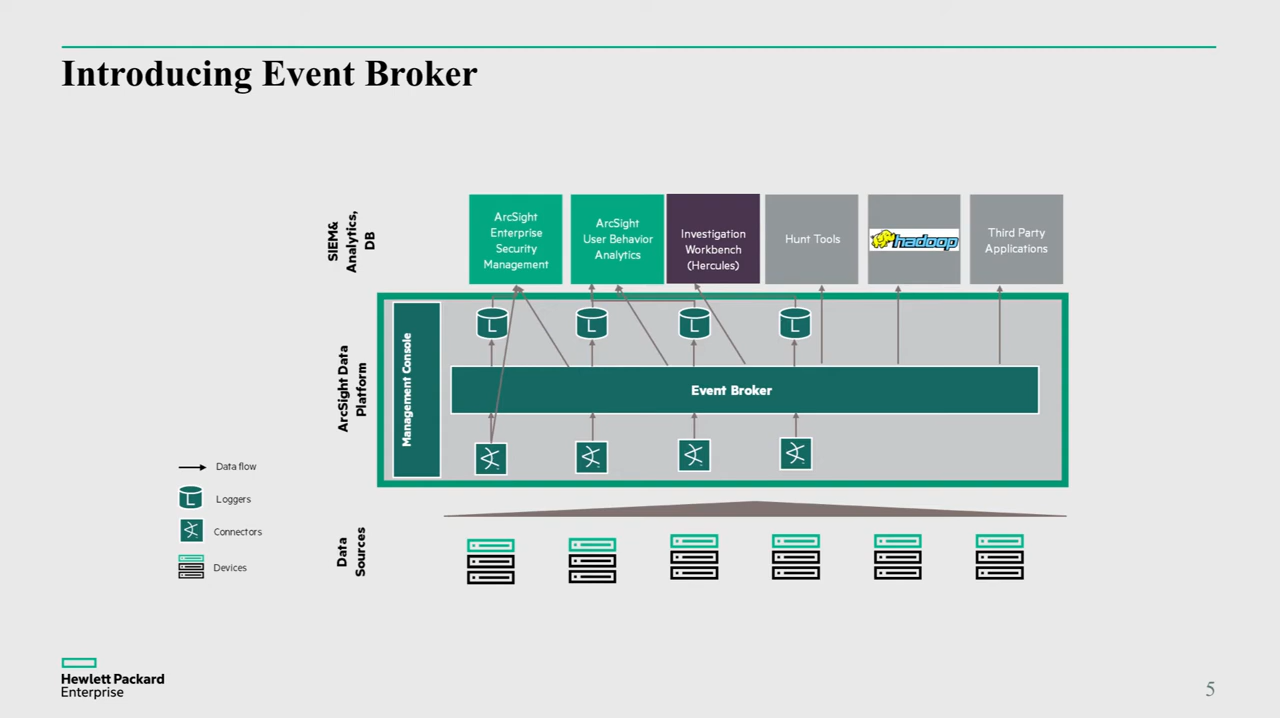 Introducing Event Broker
SIEM&
Analytics,
DB
ArcSight
Enterprise
Security
Management
ArcSight
User Behavior
Analytics
Investigation
Workbench
(Hercules)
Hunt Tools
hadoop
Third Party
Applications
ArcSight Data
Platform
Management Console
L
L
L
L
Event Broker
Data flow
L
Loggers
Connectors
Devices
Data
Sources
Hewlett Packard
Enterprise
5